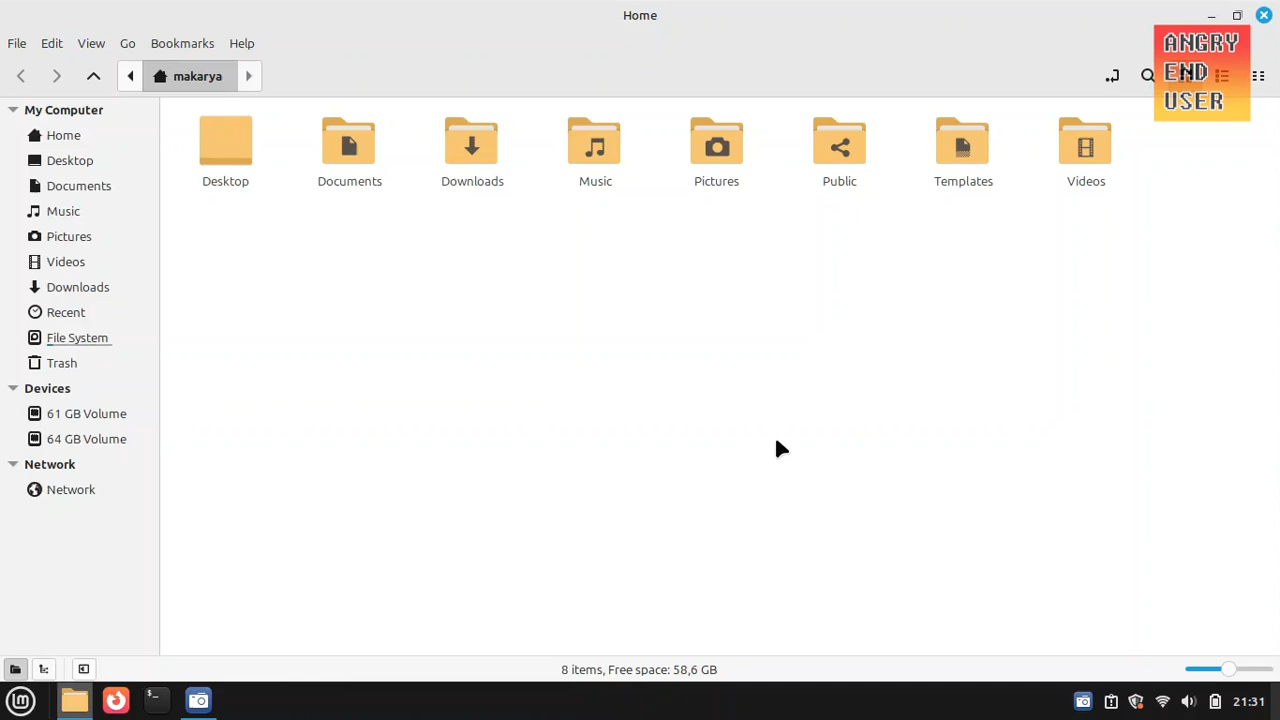 Home
File Edit View Go Bookmarks Help
makarya
ANGRY
END
USER
My Computer
Home
Desktop
Documents
Music
Pictures
Videos
Downloads
Recent
File System
Trash
Devices
61 GB Volume
64 GB Volume
Network
Network
Desktop Documents Downloads Music Pictures Public Templates Videos
8 items, Free space: 58,6 GB
21:31